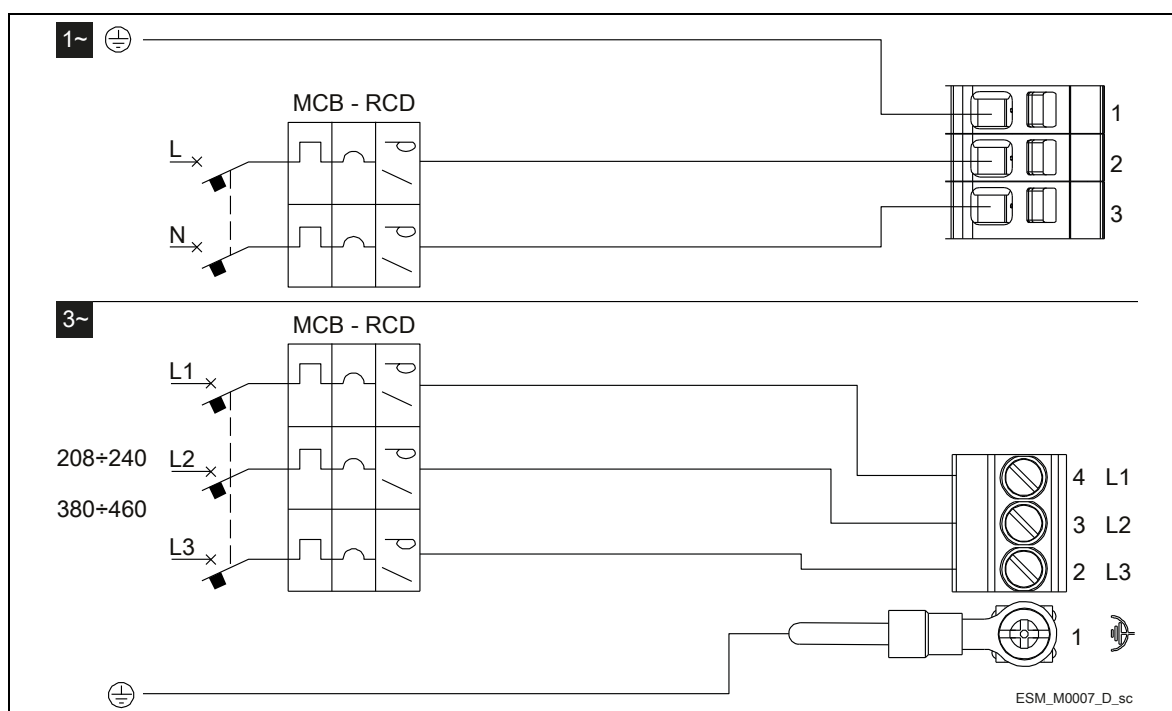 1~
MCB - RCD
L
N
1
2
3
3~
MCB - RCD
L1
208÷240 L2
380÷460
L3
4 L1
3 L2
2 L3
1
ESM_M0007_D_sc